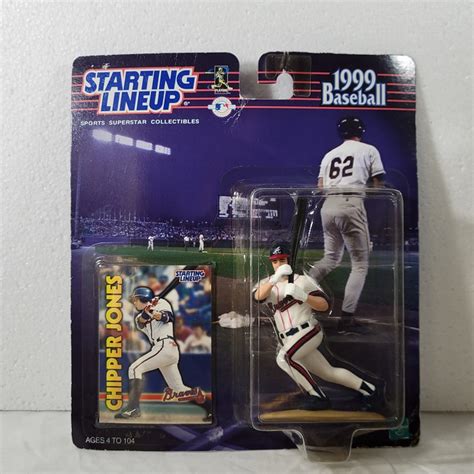 STARTING
LINEUP
SPORTS SUPERSTAR COLLECTIBLES
1999
Baseball
62
STARTING
LINEUP
CHIPPER JONES
Braves
AGES 4 TO 104